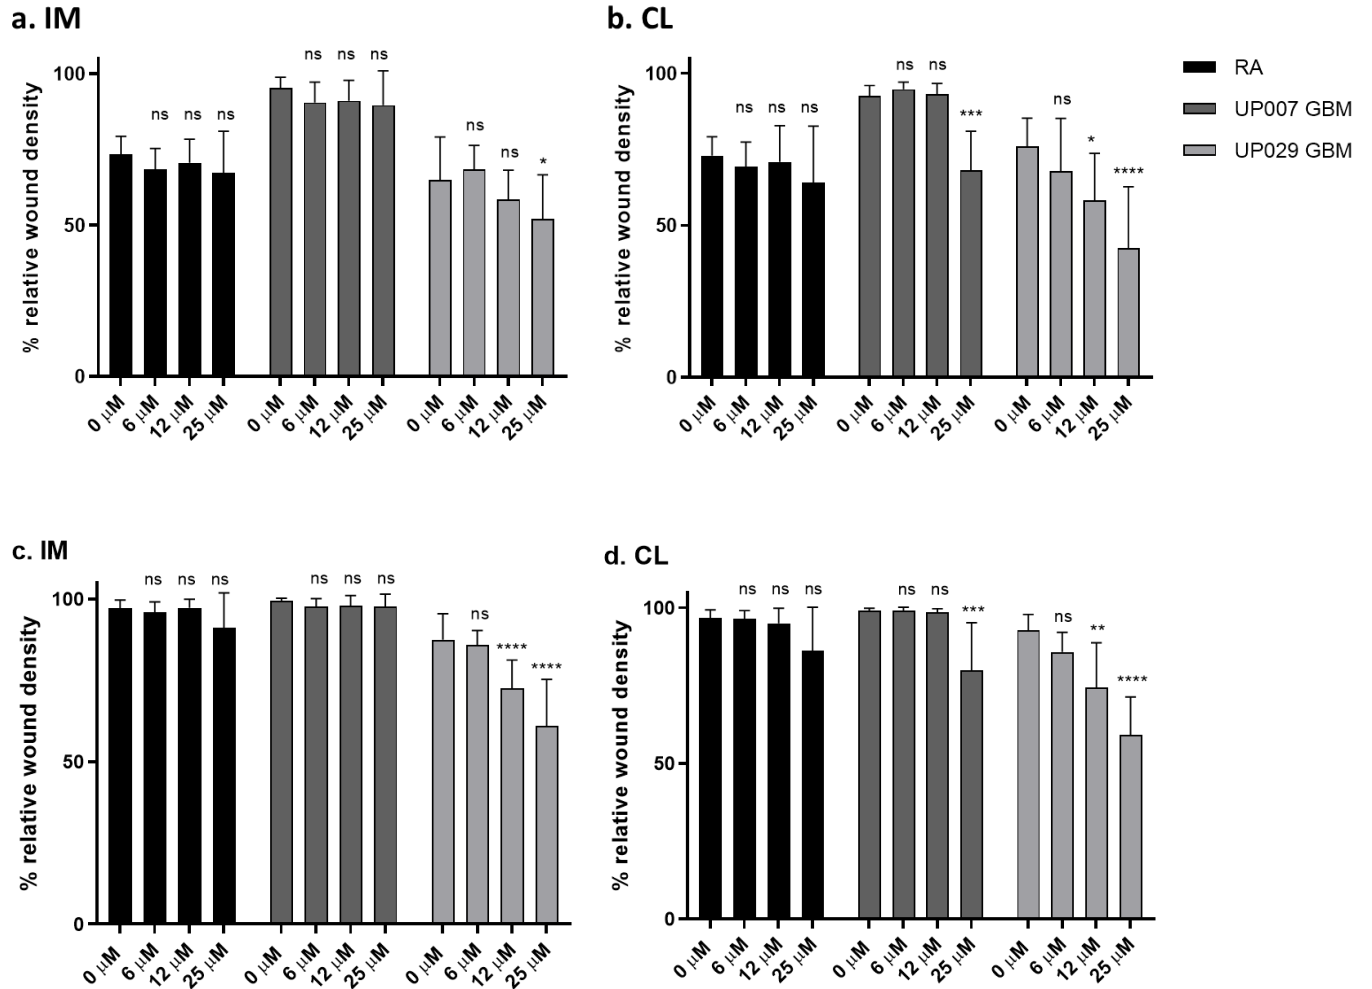 a. IM
% relative wound density
100
50
0
ns ns ns
ns ns ns
ns
ns
*
0 μM 6 μM 12 μM 25 μM 0 μM 6 μM 12 μM 25 μM 0 μM 6 μM 12 μM 25 μM
b. CL
% relative wound density
100
50
0
ns ns ns
ns ns
***
ns
*
****
0 μM 6 μM 12 μM 25 μM 0 μM 6 μM 12 μM 25 μM 0 μM 6 μM 12 μM 25 μM
RA
UP007 GBM
UP029 GBM
c. IM
% relative wound density
100
50
0
ns ns ns
ns ns ns
ns
****
****
0 μM 6 μM 12 μM 25 μM 0 μM 6 μM 12 μM 25 μM 0 μM 6 μM 12 μM 25 μM
d. CL
% relative wound density
100
50
0
ns ns ns
ns ns
***
ns
**
****
0 μM 6 μM 12 μM 25 μM 0 μM 6 μM 12 μM 25 μM 0 μM 6 μM 12 μM 25 μM